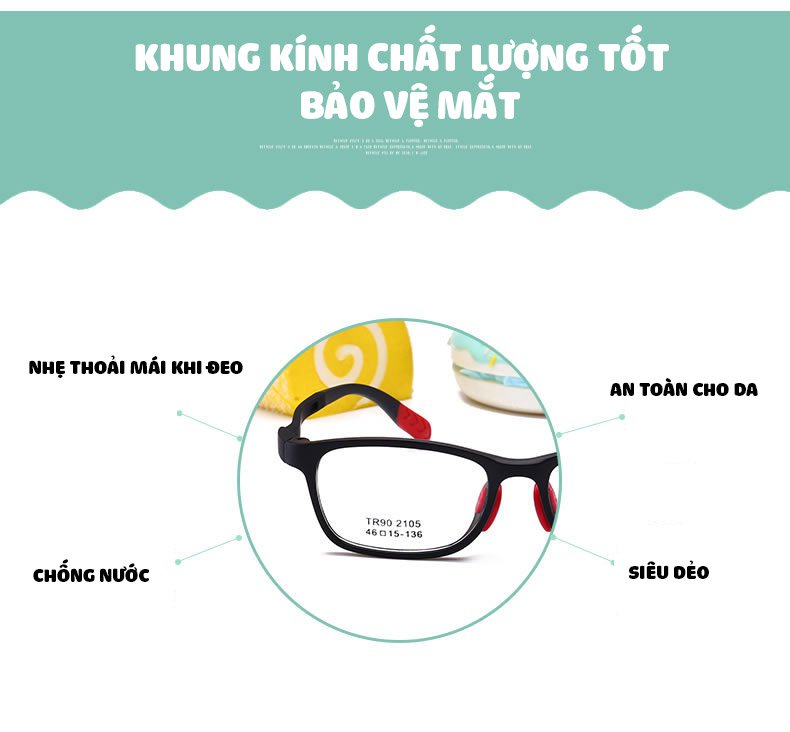 KHUNG KÍNH CHẤT LƯỢNG TỐT
BẢO VỆ MẮT
NHẸ THOẢI MÁI KHI ĐEO
AN TOÀN CHO DA
TR90 2105
46□15-136
CHỐNG NƯỚC
SIÊU DẺO